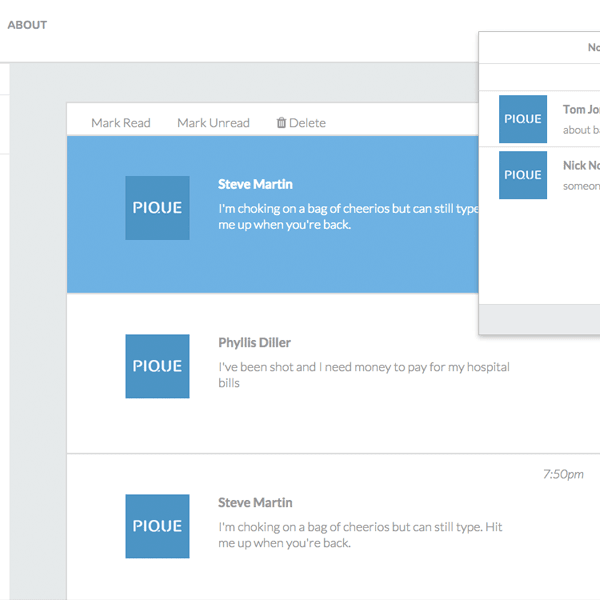 ABOUT
Mark Read
Mark Unread
Delete
PIQUE
Steve Martin
I'm choking on a bag of cheerios but can still type
me up when you're back.
PIQUE
Phyllis Diller
I've been shot and I need money to pay for my hospital
bills
7:50pm
PIQUE
Steve Martin
I'm choking on a bag of cheerios but can still type. Hit
me up when you're back.
PIQUE
Tom
about
PIQUE
Nick
someon